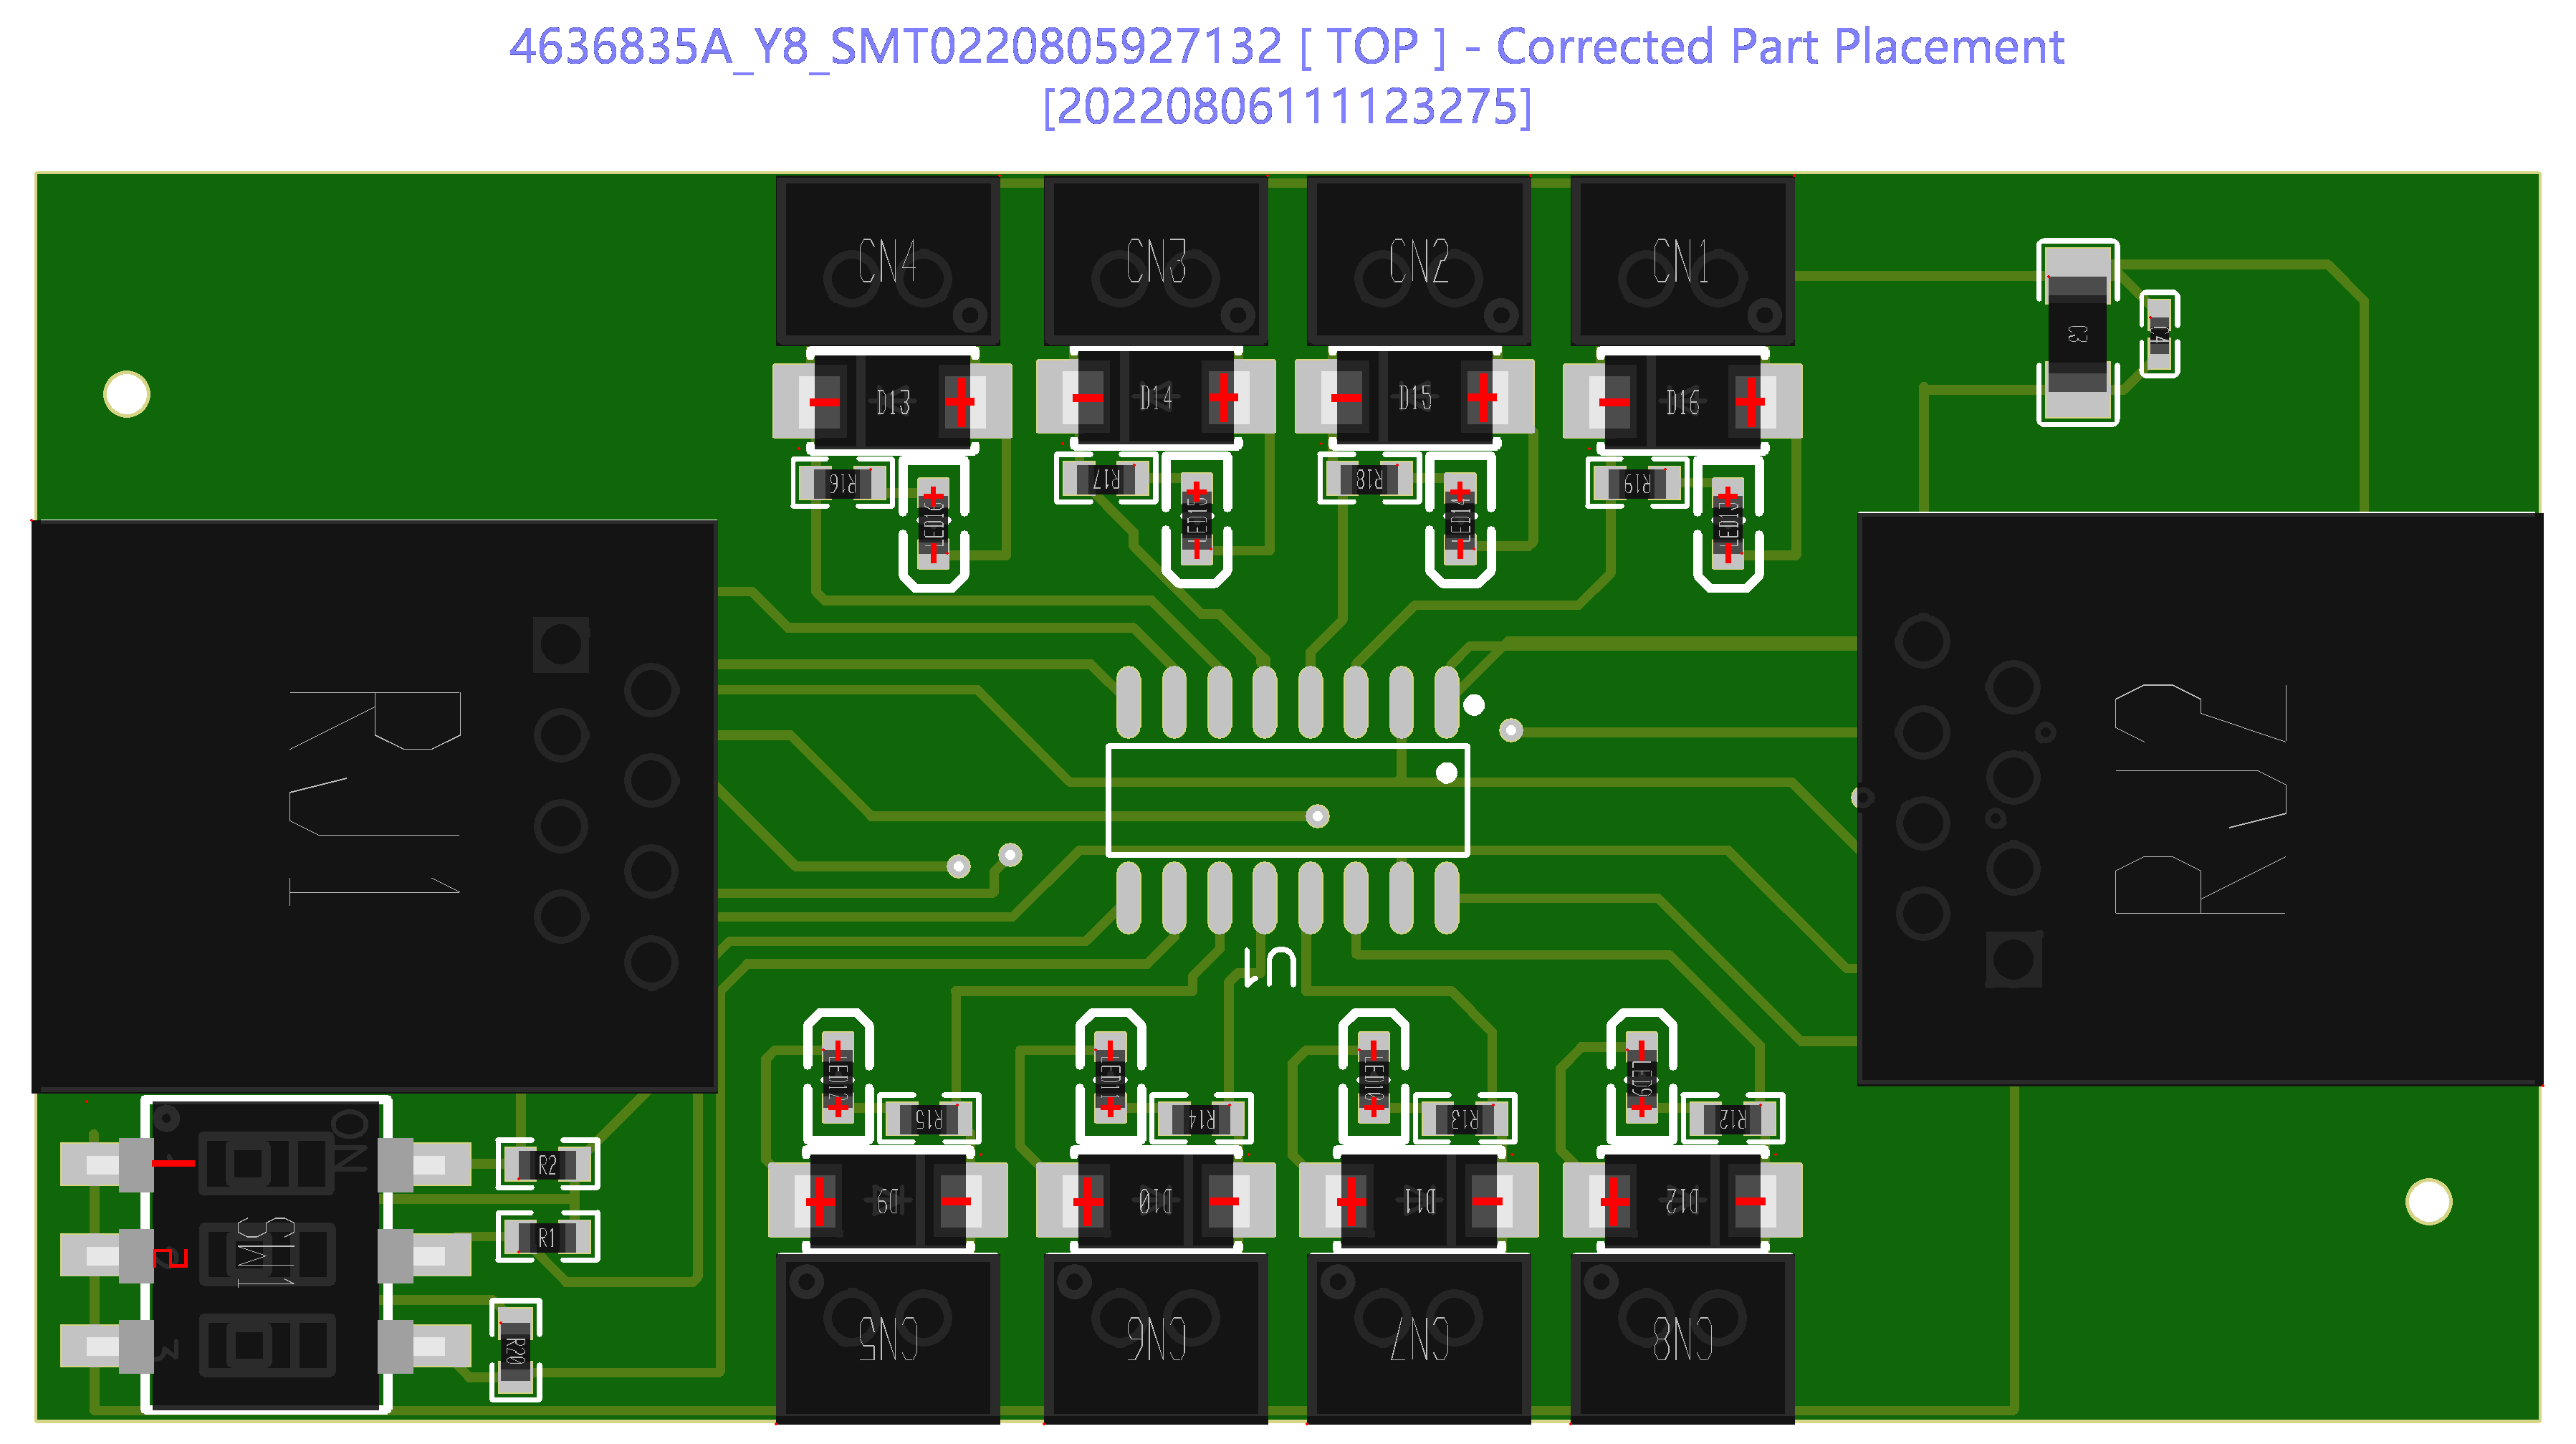 4636835A_Y8_SMT0220805927132 [ TOP ] - Corrected Part Placement
[20220806111123275]
CN4 CN3 CN2 CN1
C3 C4
D13 D14 D15 D16
R16 R17 R18 R19
LED16 LED15 LED14 LED13
RJ1
RJ2
U1
LED12 LED11 LED10 LED9
R15 R14 R13 R12
ON
1
R2
D9 D10 D11 D12
SW1
2
R1
3
R20
CN5 CN6 CN7 CN8